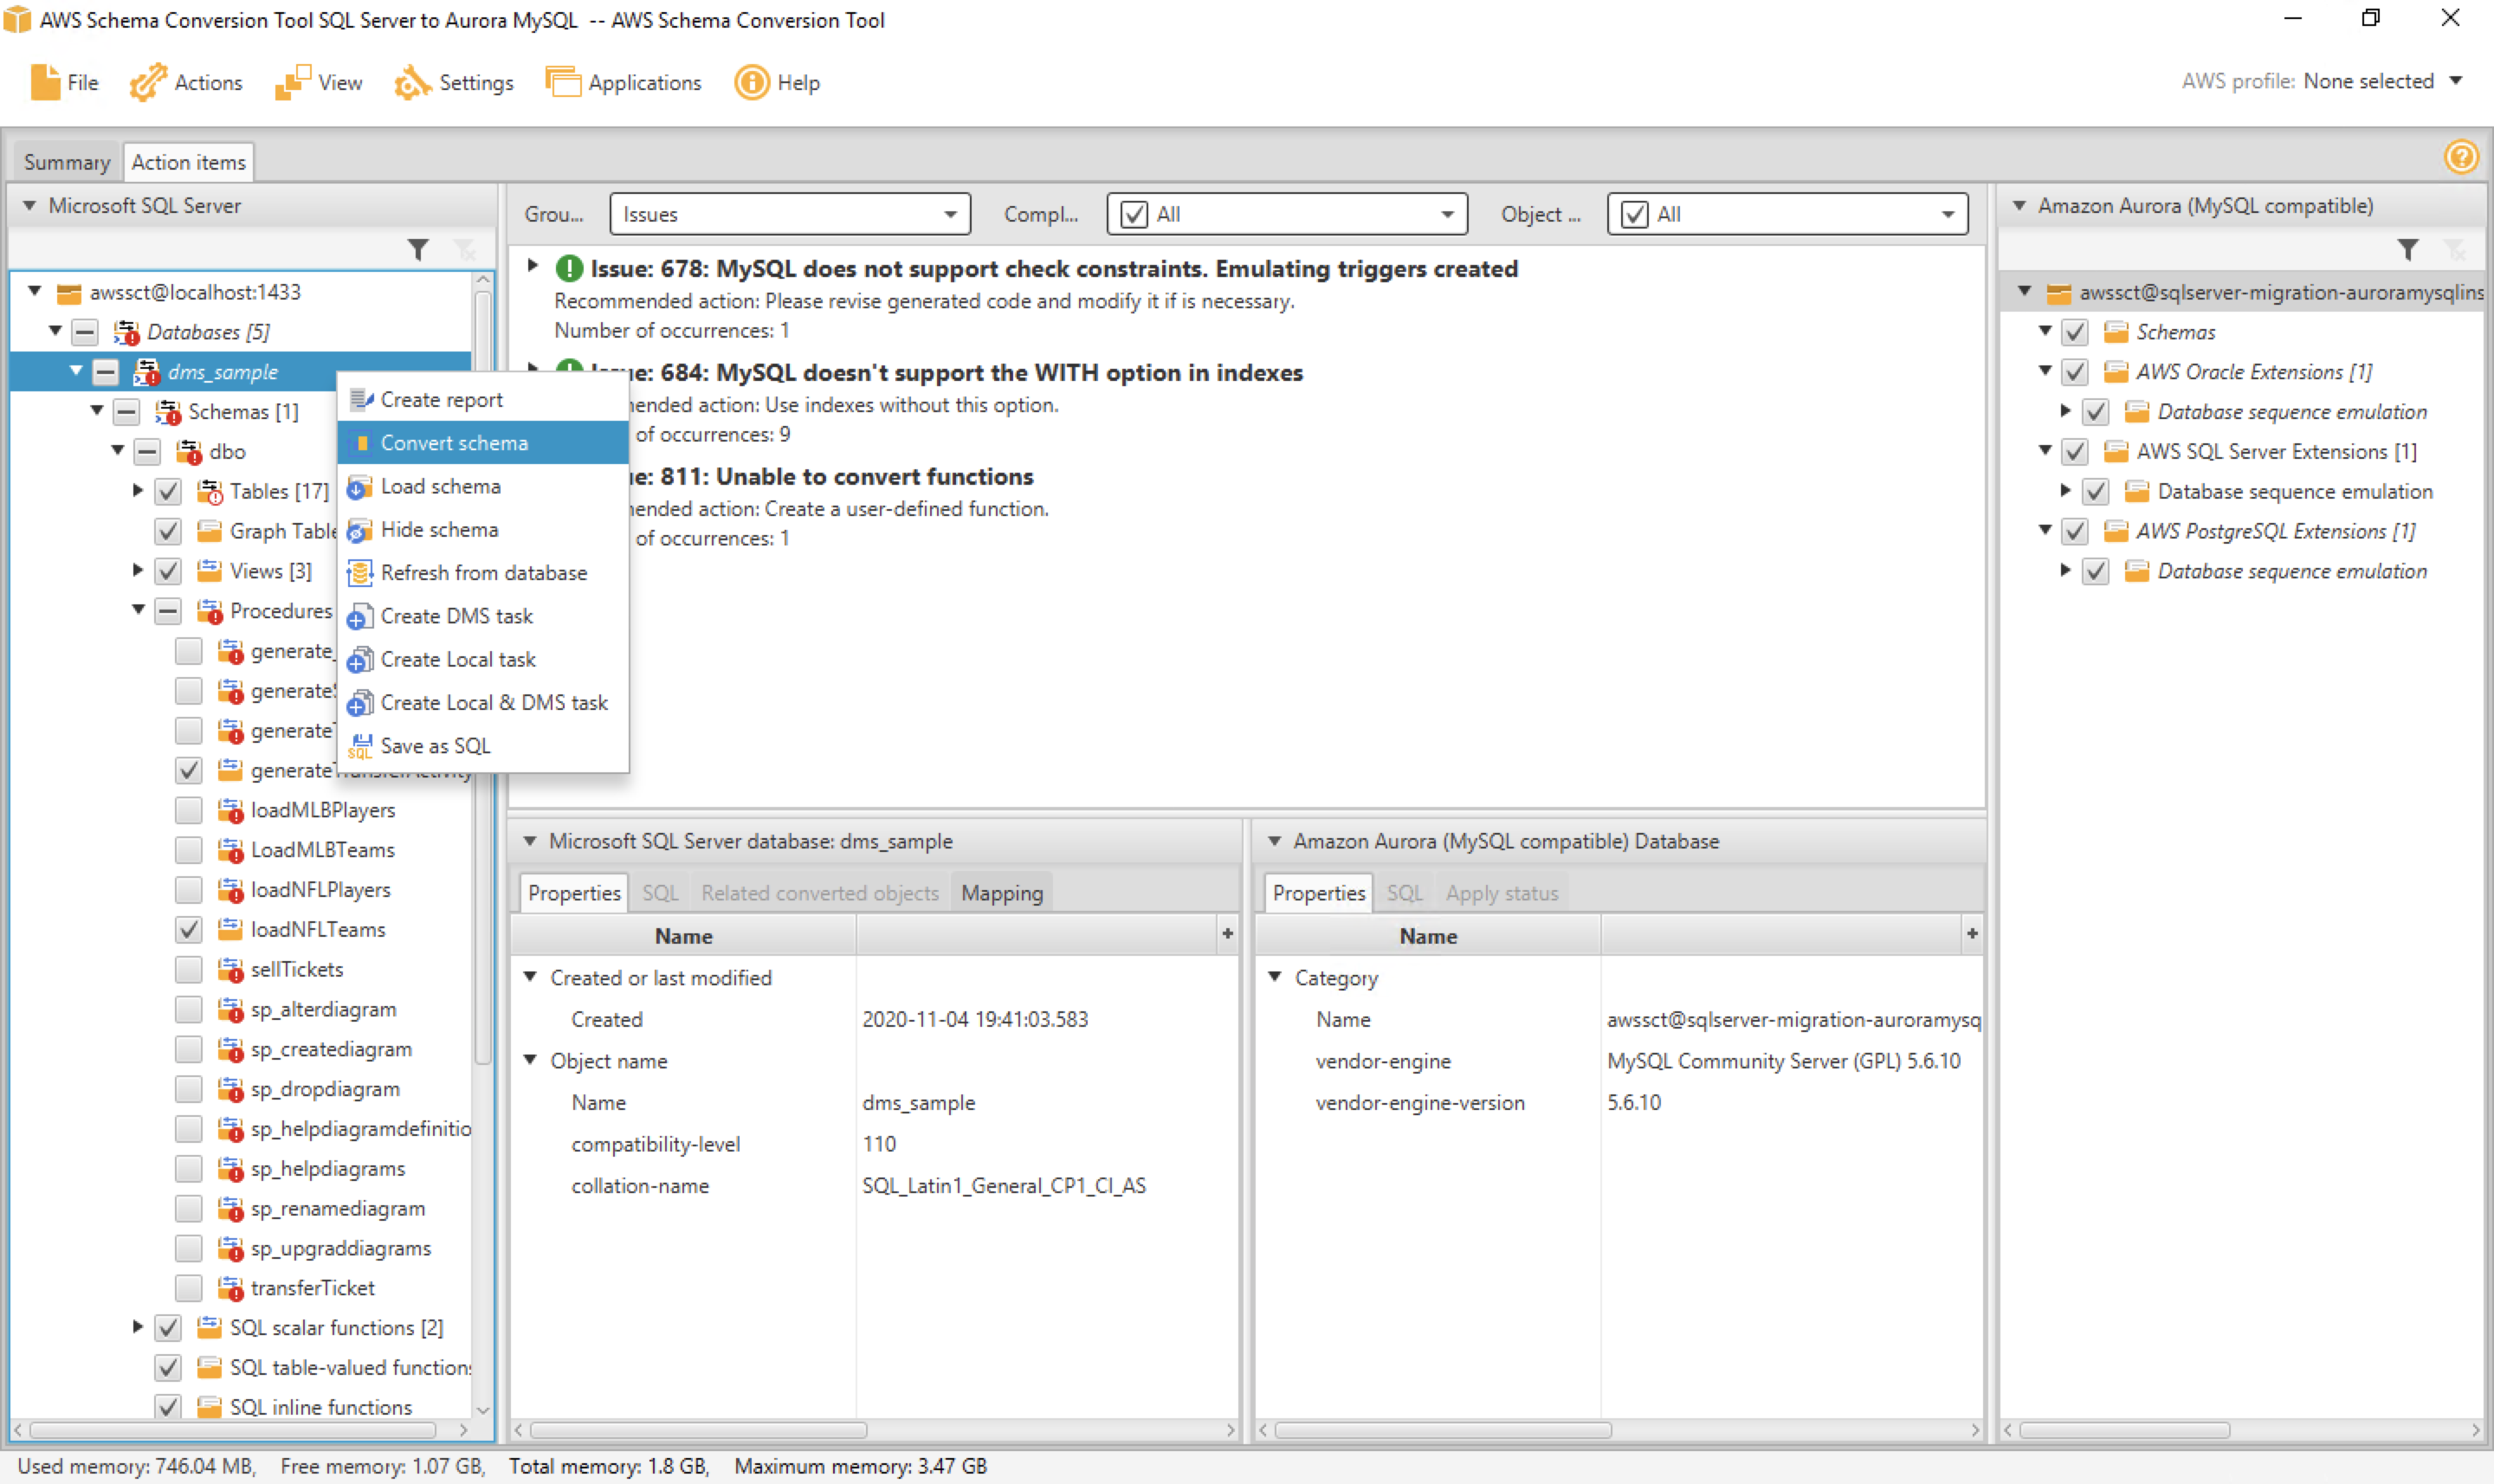 AWS Schema Conversion Tool SQL Server to Aurora MySQL -- AWS Schema Conversion Tool
File Actions View Settings Applications Help
AWS profile: None selected
Summary Action items
Microsoft SQL Server
awssct@localhost:1433
Databases [5]
dms_sample
Schemas [1]
dbo
Tables [17]
Graph Table
Views [3]
Procedures
generate_
generate
generate
generateTransferActivity
loadMLBPlayers
LoadMLBTeams
loadNFLPlayers
loadNFLTeams
sellTickets
sp_alterdiagram
sp_creatediagram
sp_dropdiagram
sp_helpdiagramdefinitio
sp_helpdiagrams
sp_renamediagram
sp_upgraddiagrams
transferTicket
SQL scalar functions [2]
SQL table-valued functions
SQL inline functions
Create report
Convert schema
Load schema
Hide schema
Refresh from database
Create DMS task
Create Local task
Create Local & DMS task
Save as SQL
Grou... Issues Compl... All Object ... All
Issue: 678: MySQL does not support check constraints. Emulating triggers created
Recommended action: Please revise generated code and modify it if is necessary.
Number of occurrences: 1
ue: 684: MySQL doesn't support the WITH option in indexes
ended action: Use indexes without this option.
of occurrences: 9
ue: 811: Unable to convert functions
ended action: Create a user-defined function.
of occurrences: 1
Microsoft SQL Server database: dms_sample
Properties SQL Related converted objects Mapping
Name
Created or last modified
Created 2020-11-04 19:41:03.583
Object name
Name dms_sample
compatibility-level 110
collation-name SQL_Latin1_General_CP1_CI_AS
Amazon Aurora (MySQL compatible) Database
Properties SQL Apply status
Name
Category
Name awssct@sqlserver-migration-auroramysq
vendor-engine MySQL Community Server (GPL) 5.6.10
vendor-engine-version 5.6.10
Amazon Aurora (MySQL compatible)
awssct@sqlserver-migration-auroramysqlins
Schemas
AWS Oracle Extensions [1]
Database sequence emulation
AWS SQL Server Extensions [1]
Database sequence emulation
AWS PostgreSQL Extensions [1]
Database sequence emulation
Used memory: 746.04 MB, Free memory: 1.07 GB, Total memory: 1.8 GB, Maximum memory: 3.47 GB